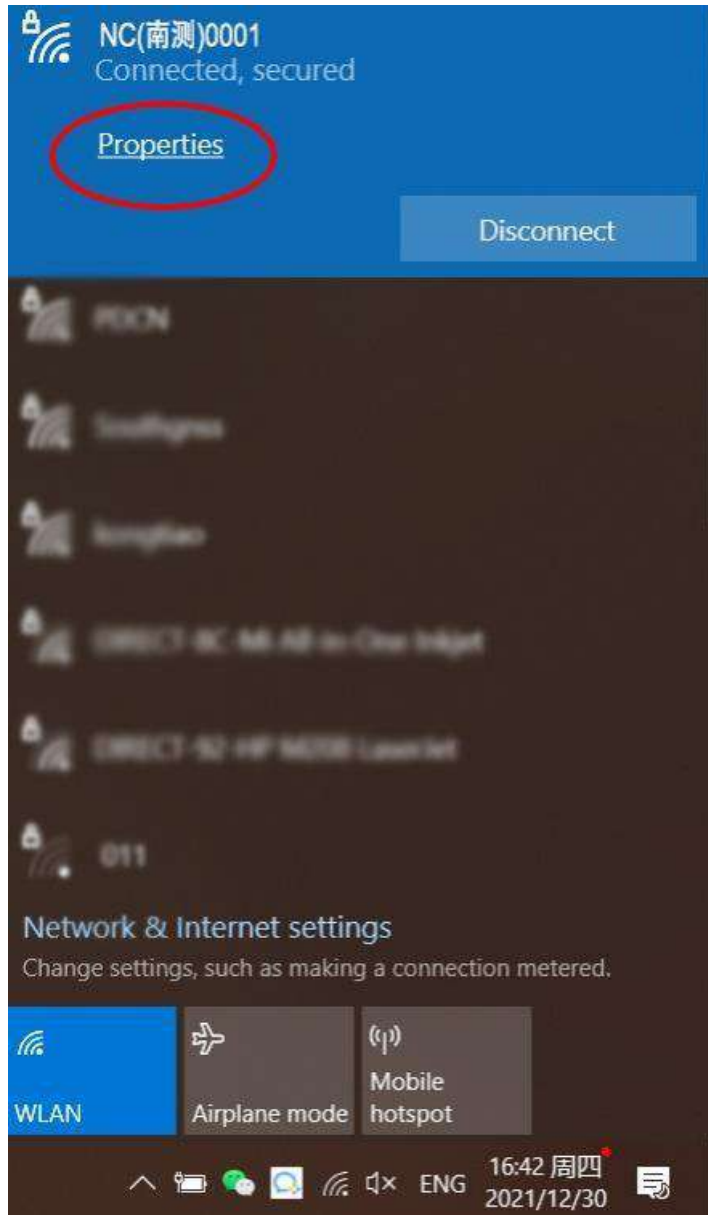 NC(南测)0001
Connected, secured
Properties
Disconnect
011
Network & Internet settings
Change settings, such as making a connection metered.
WLAN
Airplane mode
Mobile
hotspot
ENG
16:42 周四
2021/12/30